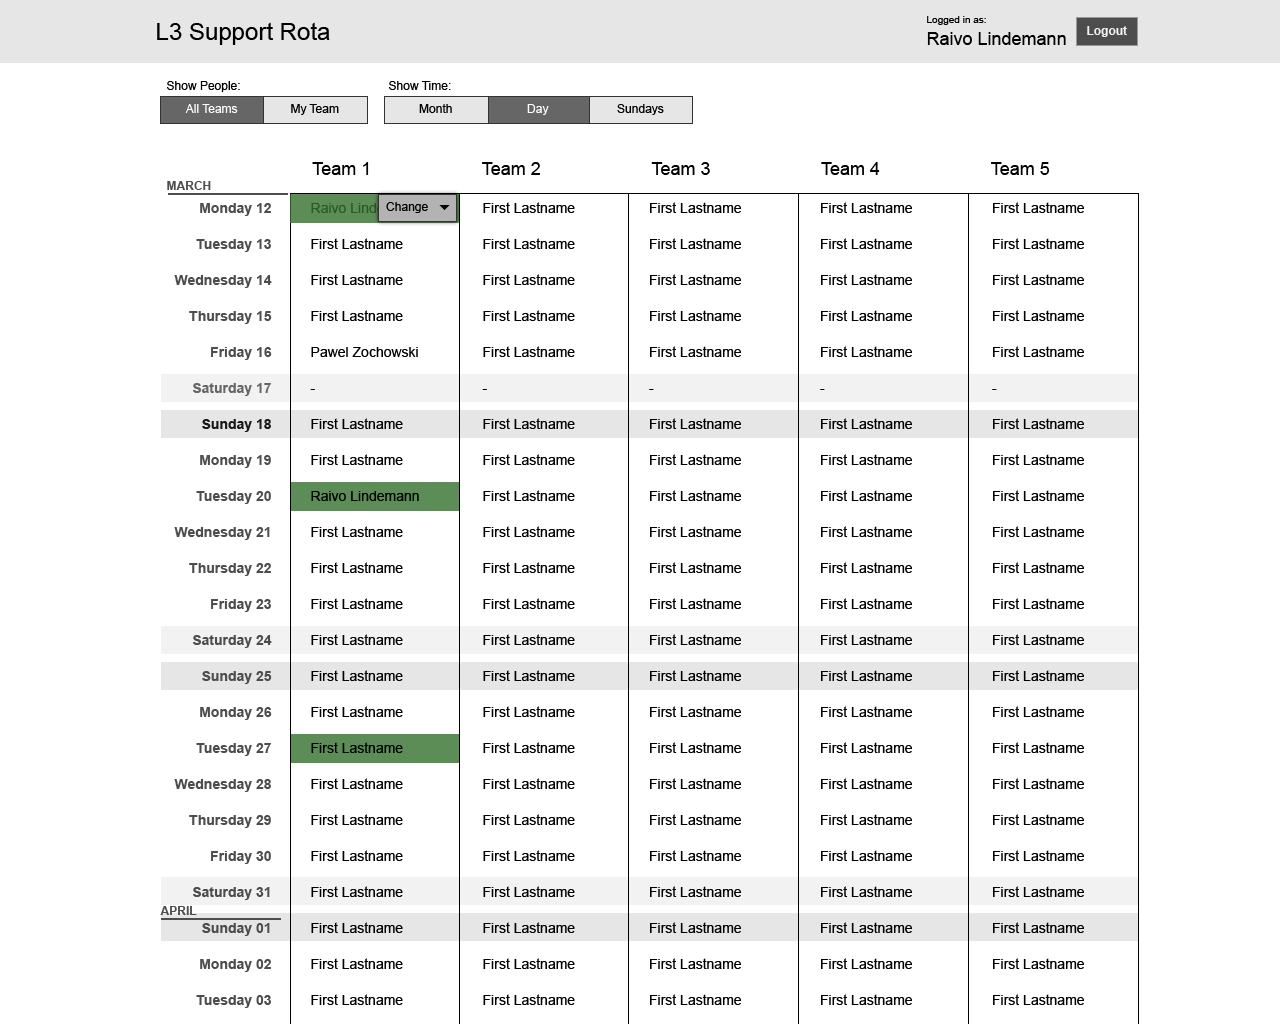 L3 Support Rota
Logged in as:
Raivo Lindemann
Logout
Show People:
Show Time:
All Teams My Team
Month Day Sundays
Team 1 Team 2 Team 3 Team 4 Team 5
MARCH
Monday 12 Raivo Lind Change First Lastname First Lastname First Lastname First Lastname
Tuesday 13 First Lastname First Lastname First Lastname First Lastname First Lastname
Wednesday 14 First Lastname First Lastname First Lastname First Lastname First Lastname
Thursday 15 First Lastname First Lastname First Lastname First Lastname First Lastname
Friday 16 Pawel Zochowski First Lastname First Lastname First Lastname First Lastname
Saturday 17 - - - - -
Sunday 18 First Lastname First Lastname First Lastname First Lastname First Lastname
Monday 19 First Lastname First Lastname First Lastname First Lastname First Lastname
Tuesday 20 Raivo Lindemann First Lastname First Lastname First Lastname First Lastname
Wednesday 21 First Lastname First Lastname First Lastname First Lastname First Lastname
Thursday 22 First Lastname First Lastname First Lastname First Lastname First Lastname
Friday 23 First Lastname First Lastname First Lastname First Lastname First Lastname
Saturday 24 First Lastname First Lastname First Lastname First Lastname First Lastname
Sunday 25 First Lastname First Lastname First Lastname First Lastname First Lastname
Monday 26 First Lastname First Lastname First Lastname First Lastname First Lastname
Tuesday 27 First Lastname First Lastname First Lastname First Lastname First Lastname
Wednesday 28 First Lastname First Lastname First Lastname First Lastname First Lastname
Thursday 29 First Lastname First Lastname First Lastname First Lastname First Lastname
Friday 30 First Lastname First Lastname First Lastname First Lastname First Lastname
Saturday 31 First Lastname First Lastname First Lastname First Lastname First Lastname
APRIL
Sunday 01 First Lastname First Lastname First Lastname First Lastname First Lastname
Monday 02 First Lastname First Lastname First Lastname First Lastname First Lastname
Tuesday 03 First Lastname First Lastname First Lastname First Lastname First Lastname